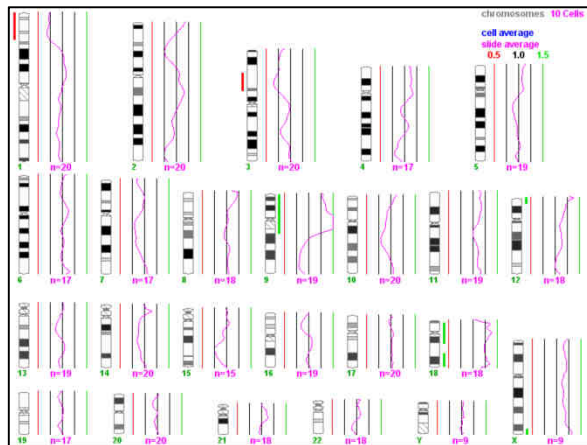 chromosomes 10 Cells
cell average
slide average
0.5 1.0 1.5
1 n=20
2 n=20
3 n=20
4 n=17
5 n=19
6 n=17
7 n=17
8 n=18
9 n=19
10 n=20
11 n=19
12 n=18
13 n=19
14 n=20
15 n=15
16 n=19
17 n=20
18 n=18
19 n=17
20 n=20
21 n=18
22 n=18
Y n=9
X n=9